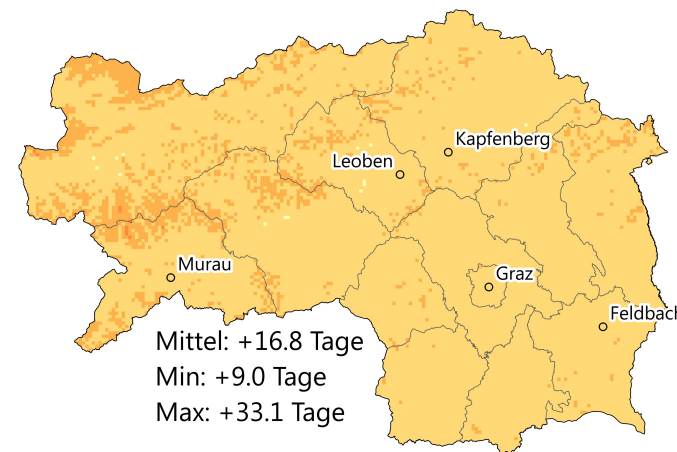 Kapfenberg
Leoben
Murau
Graz
Feldbach
Mittel: +16.8 Tage
Min: +9.0 Tage
Max: +33.1 Tage